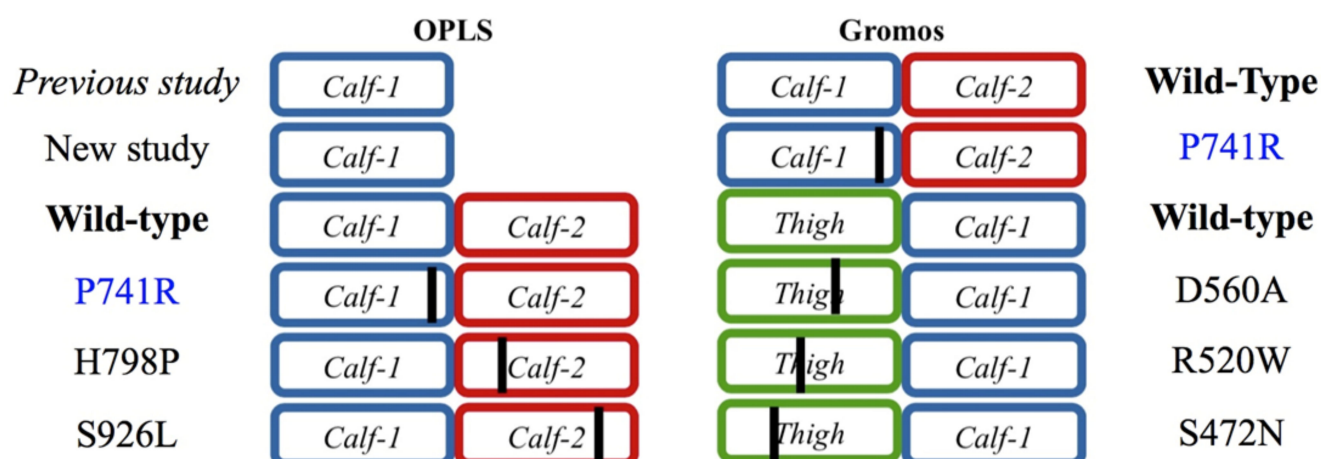 OPLS Gromos
Previous study Calf-1 Calf-1 Calf-2 Wild-Type
New study Calf-1 Calf-1 Calf-2 P741R
Wild-type Calf-1 Calf-2 Thigh Calf-1 Wild-type
P741R Calf-1 Calf-2 Thigh Calf-1 D560A
H798P Calf-1 Calf-2 Thigh Calf-1 R520W
S926L Calf-1 Calf-2 Thigh Calf-1 S472N